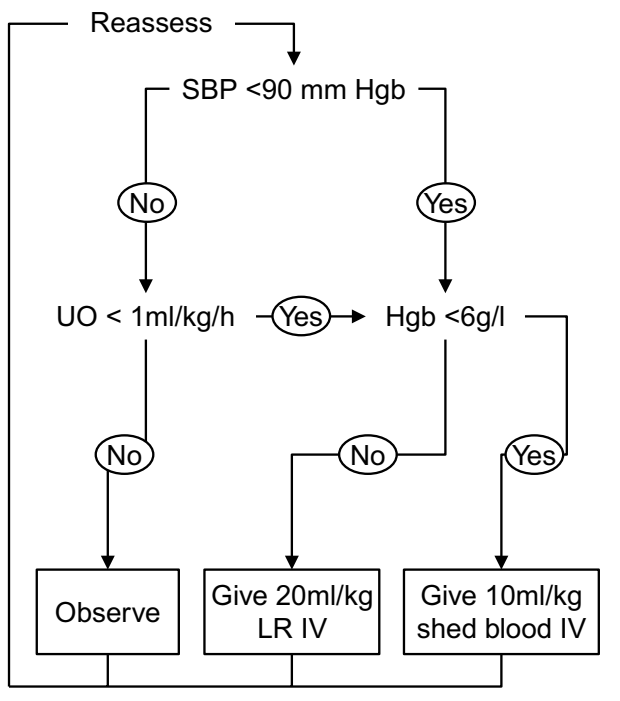 Reassess
SBP <90 mm Hgb
No
Yes
UO < 1ml/kg/h
Yes
Hgb <6g/l
No
No
Yes
Observe
Give 20ml/kg
LR IV
Give 10ml/kg
shed blood IV